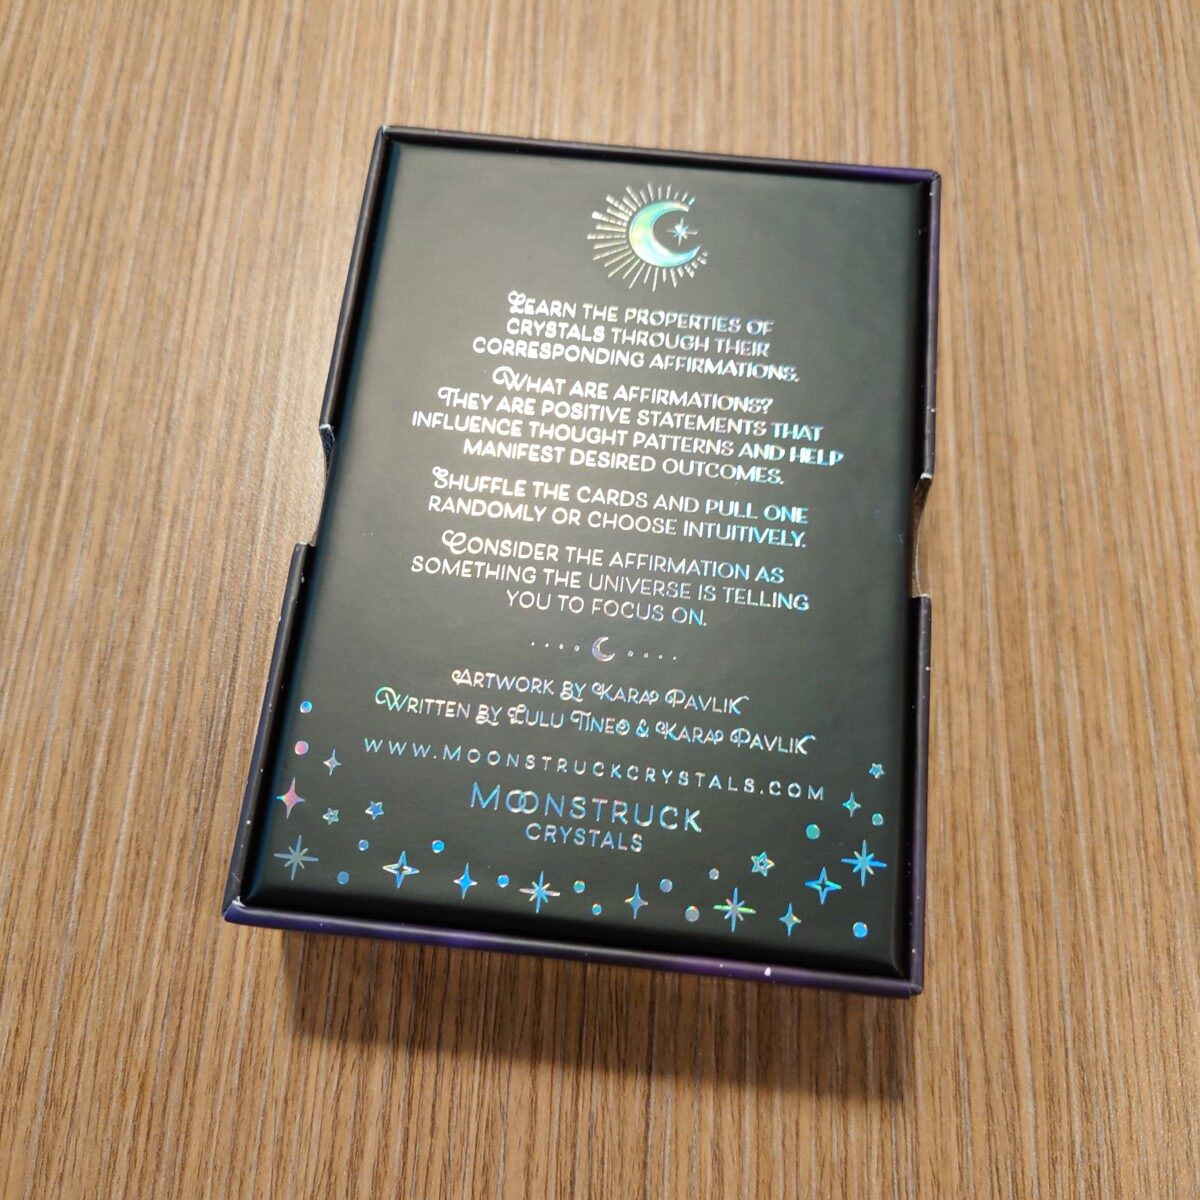 LEARN THE PROPERTIES OF
CRYSTALS THROUGH THEIR
CORRESPONDING AFFIRMATIONS.
WHAT ARE AFFIRMATIONS?
THEY ARE POSITIVE STATEMENTS THAT
INFLUENCE THOUGHT PATTERNS AND HELP
MANIFEST DESIRED OUTCOMES.
SHUFFLE THE CARDS AND PULL ONE
RANDOMLY OR CHOOSE INTUITIVELY.
CONSIDER THE AFFIRMATION AS
SOMETHING THE UNIVERSE IS TELLING
YOU TO FOCUS ON.
ARTWORK BY KARA PAVLIK
WRITTEN BY LULU TINEO & KARA PAVLIK
WWW.MOONSTRUCKCRYSTALS.COM
MOONSTRUCK
CRYSTALS